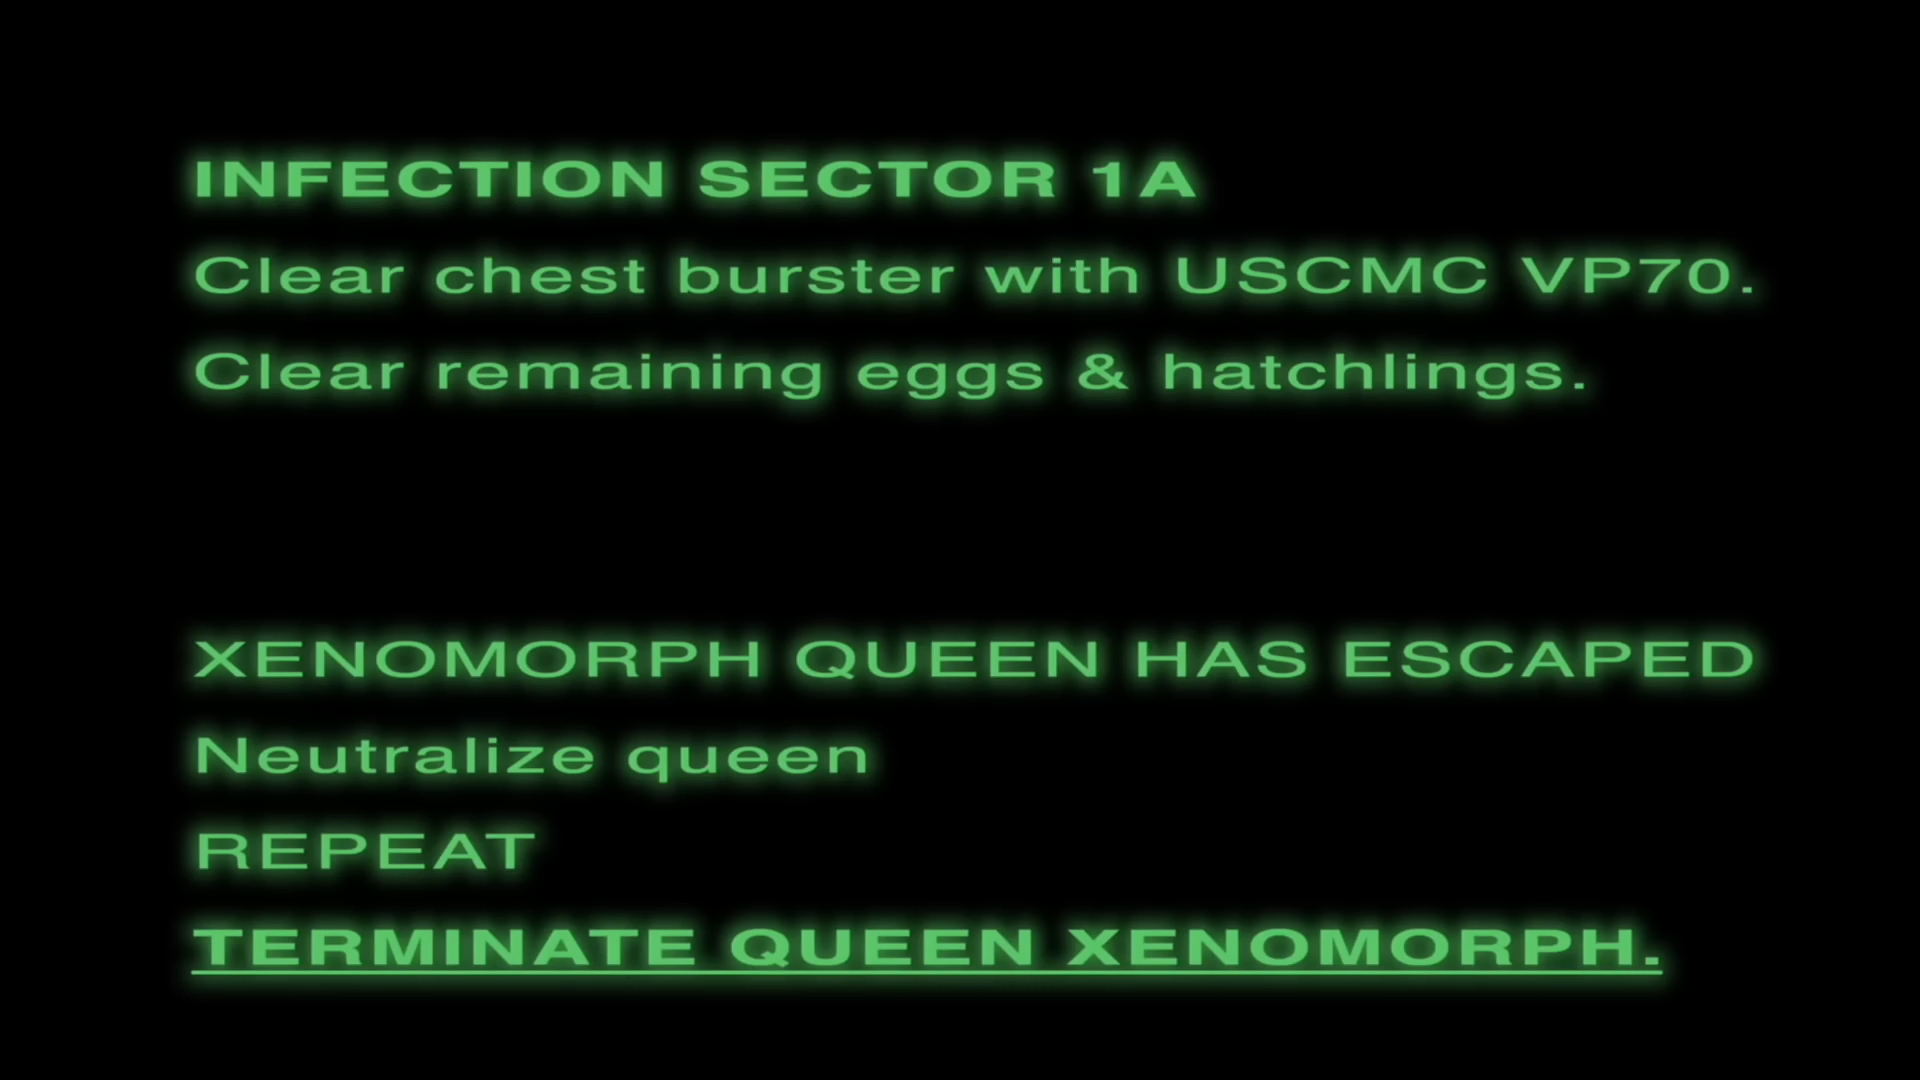 INFECTION SECTOR 1A
Clear chest burster with USCMC VP70.
Clear remaining eggs & hatchlings.
XENOMORPH QUEEN HAS ESCAPED
Neutralize queen
REPEAT
TERMINATE QUEEN XENOMORPH.